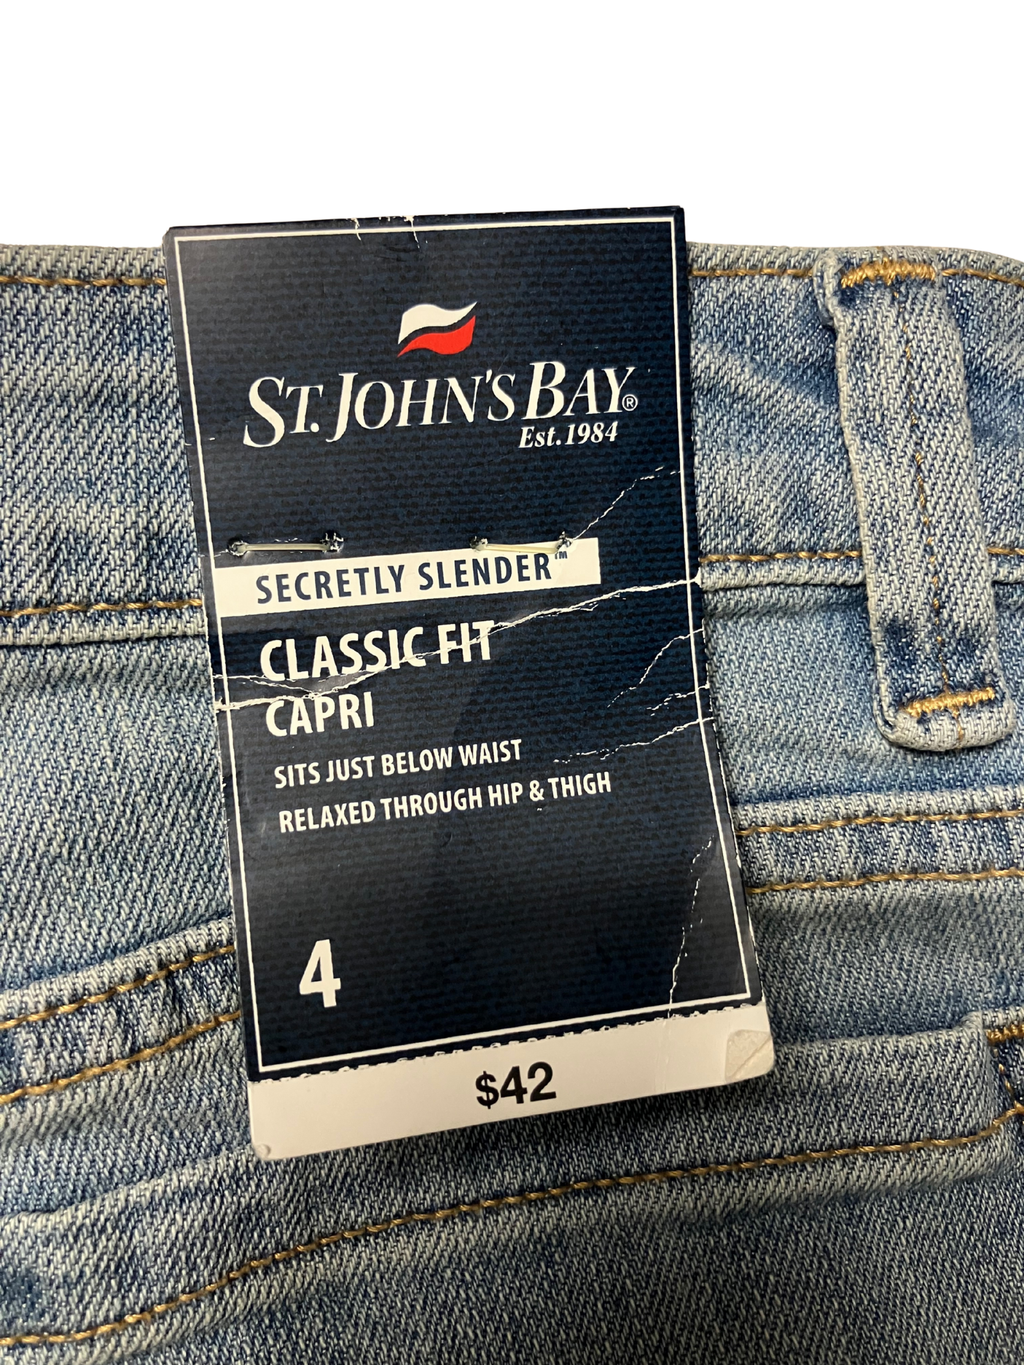 ST. JOHN'S BAY®
Est. 1984
SECRETLY SLENDER™
CLASSIC FIT
CAPRI
SITS JUST BELOW WAIST
RELAXED THROUGH HIP & THIGH
4
$42